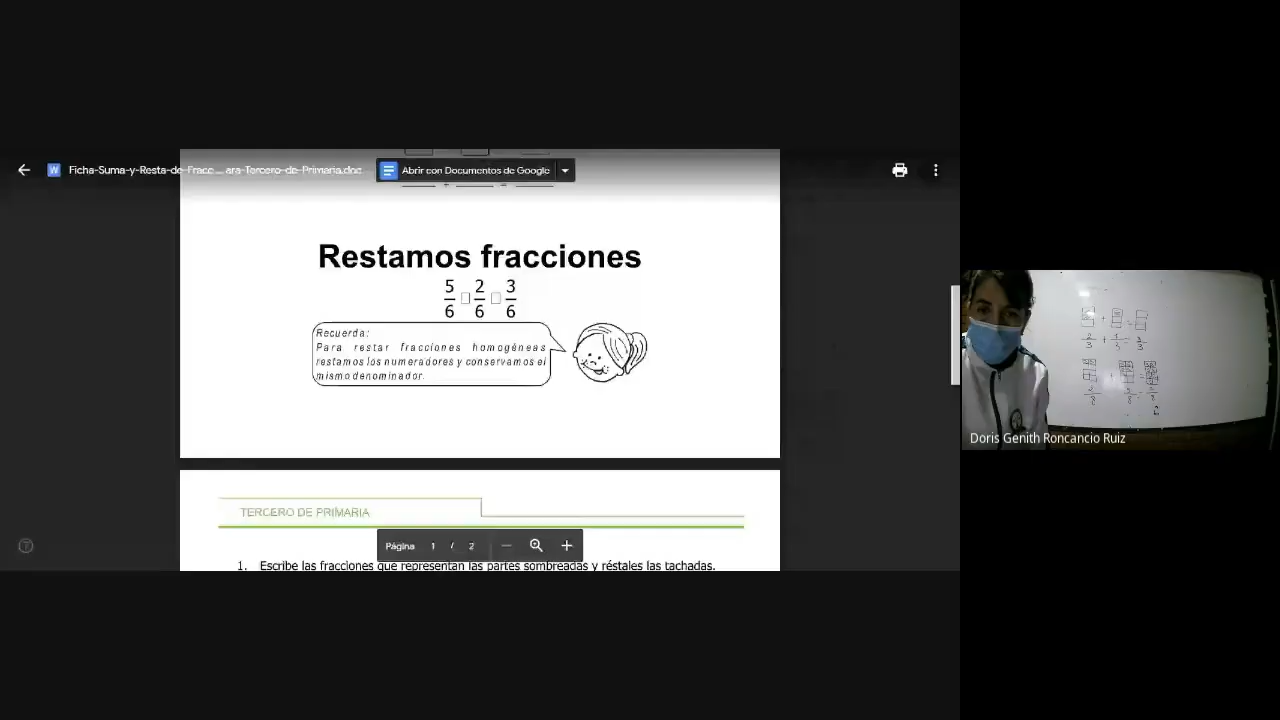 Ficha-Suma-y-Resta-de-Fracc ... ara-Tercero-de-Primaria.doc
Abrir con Documentos de Google
Restamos fracciones
5/6 □ 2/6 □ 3/6
Recuerda:
Para restar fracciones homogéneas
restamos los numeradores y conservamos el
mismo denominador.
TERCERO DE PRIMARIA
Página 1 / 2
1. Escribe las fracciones que representan las partes sombreadas y réstales las tachadas.
Doris Genith Roncancio Ruiz